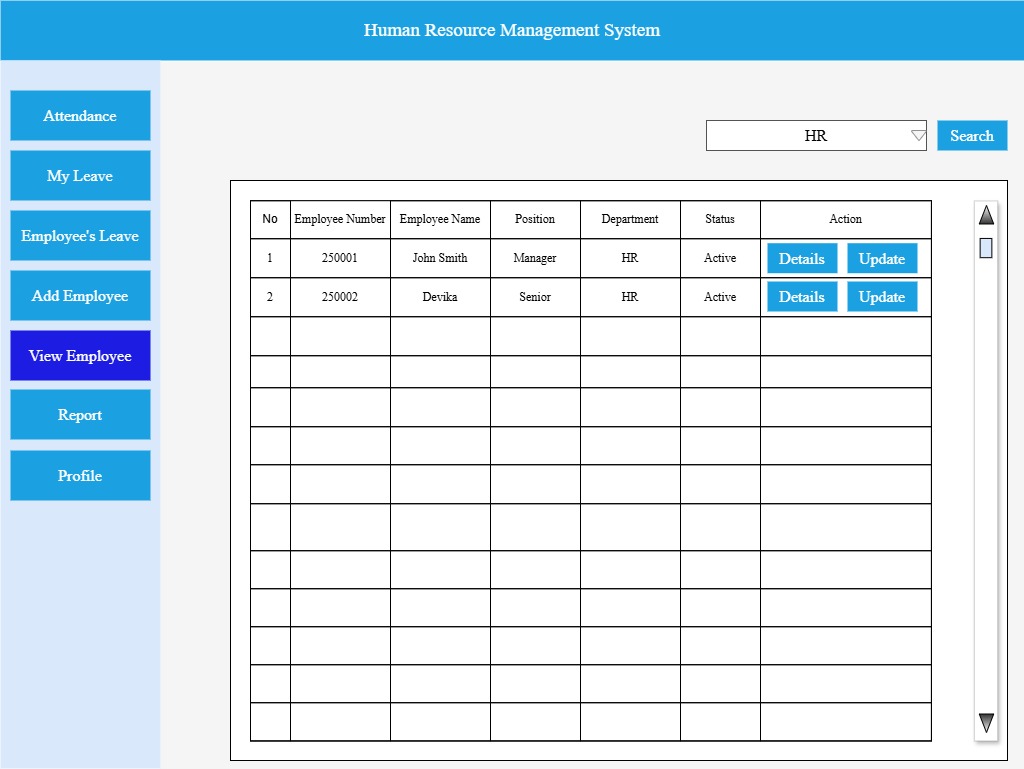 Human Resource Management System
Attendance
My Leave
Employee's Leave
Add Employee
View Employee
Report
Profile
HR Search
No Employee Number Employee Name Position Department Status Action
1 250001 John Smith Manager HR Active Details Update
2 250002 Devika Senior HR Active Details Update